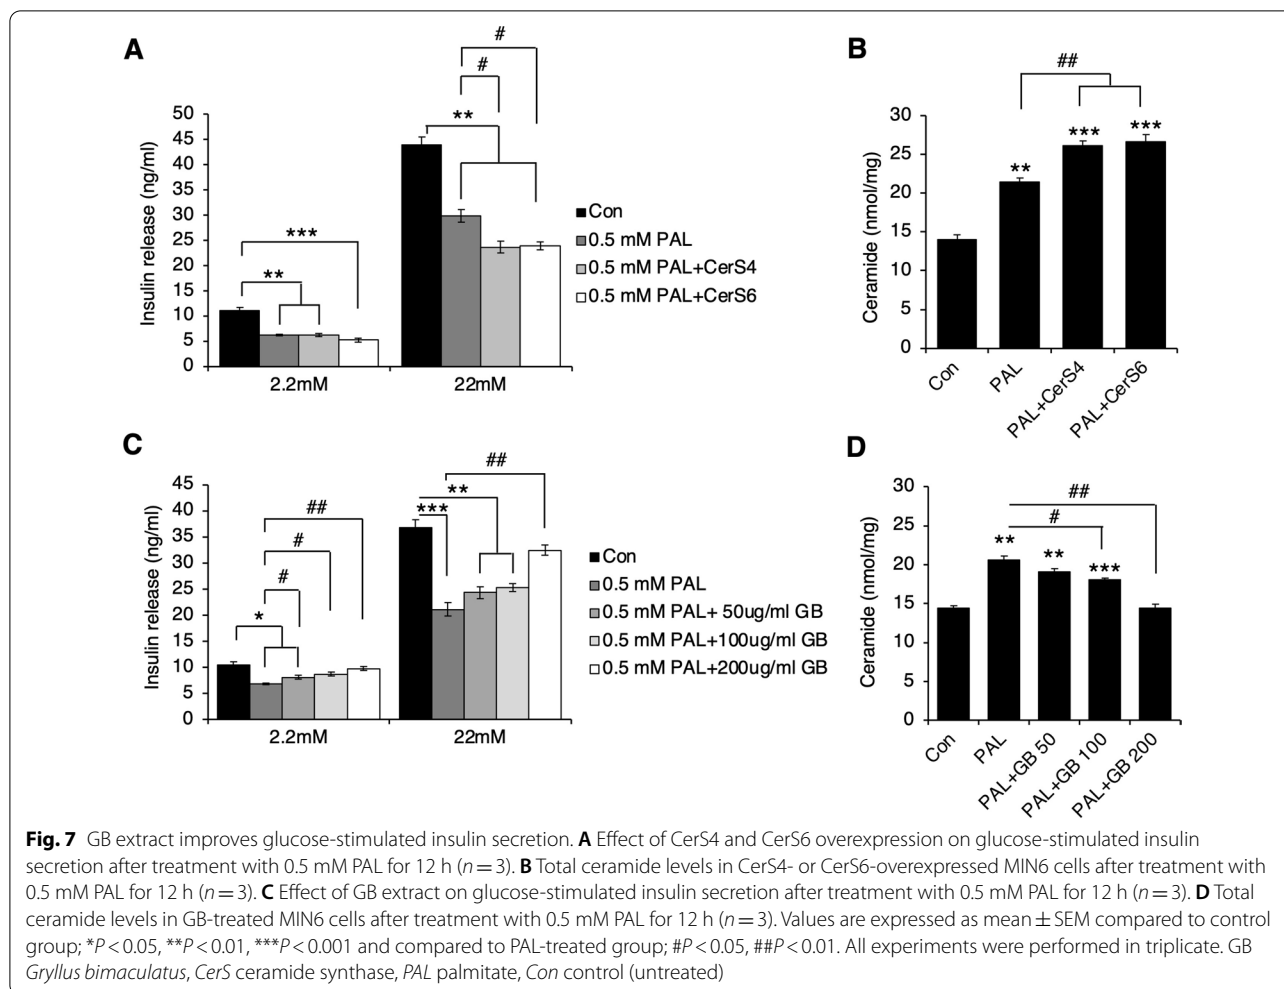 A
#
#
**
***
**
Insulin release (ng/ml)
50
45
40
35
30
25
20
15
10
5
0
2.2mM
22mM
Con
0.5 mM PAL
0.5 mM PAL+CerS4
0.5 mM PAL+CerS6
B
##
**
***
***
Ceramide (nmol/mg)
30
25
20
15
10
5
0
Con
PAL
PAL+CerS4
PAL+CerS6
C
##
**
***
##
#
#
*
Insulin release (ng/ml)
45
40
35
30
25
20
15
10
5
0
2.2mM
22mM
Con
0.5 mM PAL
0.5 mM PAL+ 50ug/ml GB
0.5 mM PAL+100ug/ml GB
0.5 mM PAL+200ug/ml GB
D
##
#
**
**
***
Ceramide (nmol/mg)
30
25
20
15
10
5
0
Con
PAL
PAL+GB 50
PAL+GB 100
PAL+GB 200
Fig. 7 GB extract improves glucose-stimulated insulin secretion. A Effect of CerS4 and CerS6 overexpression on glucose-stimulated insulin
secretion after treatment with 0.5 mM PAL for 12 h (n = 3). B Total ceramide levels in CerS4- or CerS6-overexpressed MIN6 cells after treatment with
0.5 mM PAL for 12 h (n = 3). C Effect of GB extract on glucose-stimulated insulin secretion after treatment with 0.5 mM PAL for 12 h (n = 3). D Total
ceramide levels in GB-treated MIN6 cells after treatment with 0.5 mM PAL for 12 h (n = 3). Values are expressed as mean ± SEM compared to control
group; *P < 0.05, **P < 0.01, ***P < 0.001 and compared to PAL-treated group; #P < 0.05, ##P < 0.01. All experiments were performed in triplicate. GB
Gryllus bimaculatus, CerS ceramide synthase, PAL palmitate, Con control (untreated)